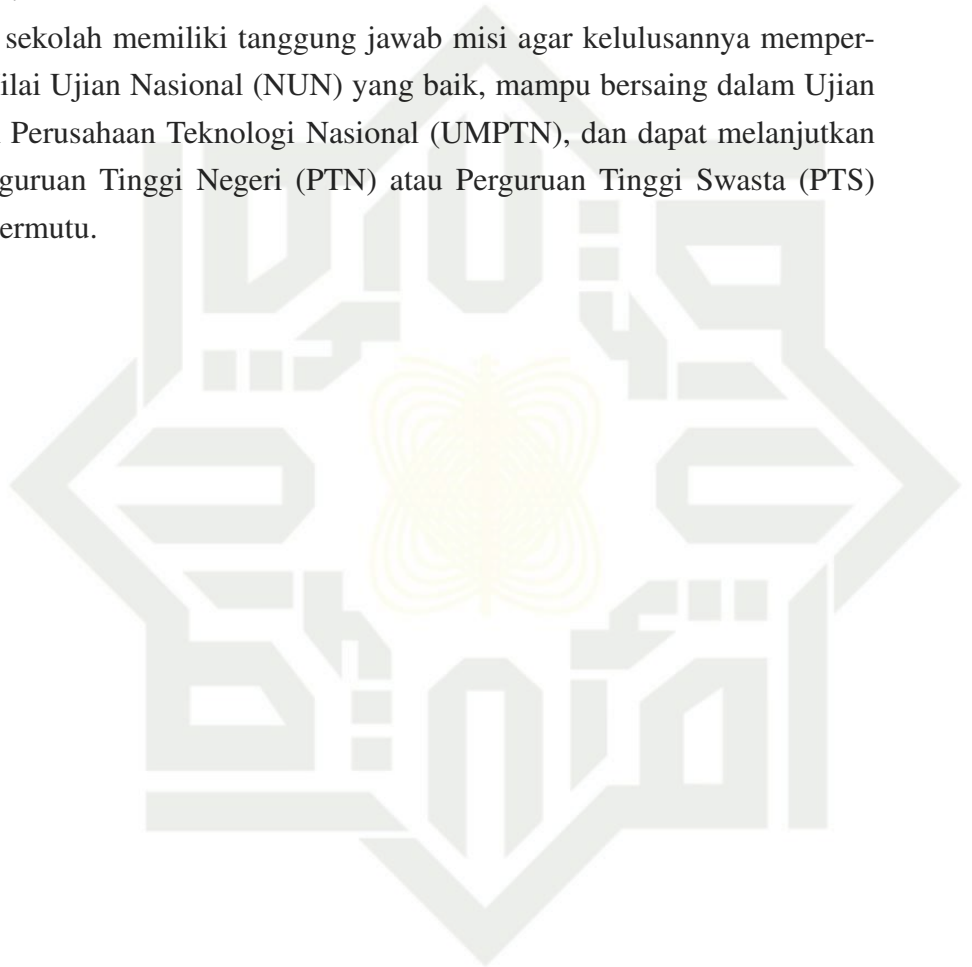 sekolah memiliki tanggung jawab misi agar kelulusannya memper-
ilai Ujian Nasional (NUN) yang baik, mampu bersaing dalam Ujian
Perusahaan Teknologi Nasional (UMPTN), dan dapat melanjutkan
guruan Tinggi Negeri (PTN) atau Perguruan Tinggi Swasta (PTS)
ermutu.